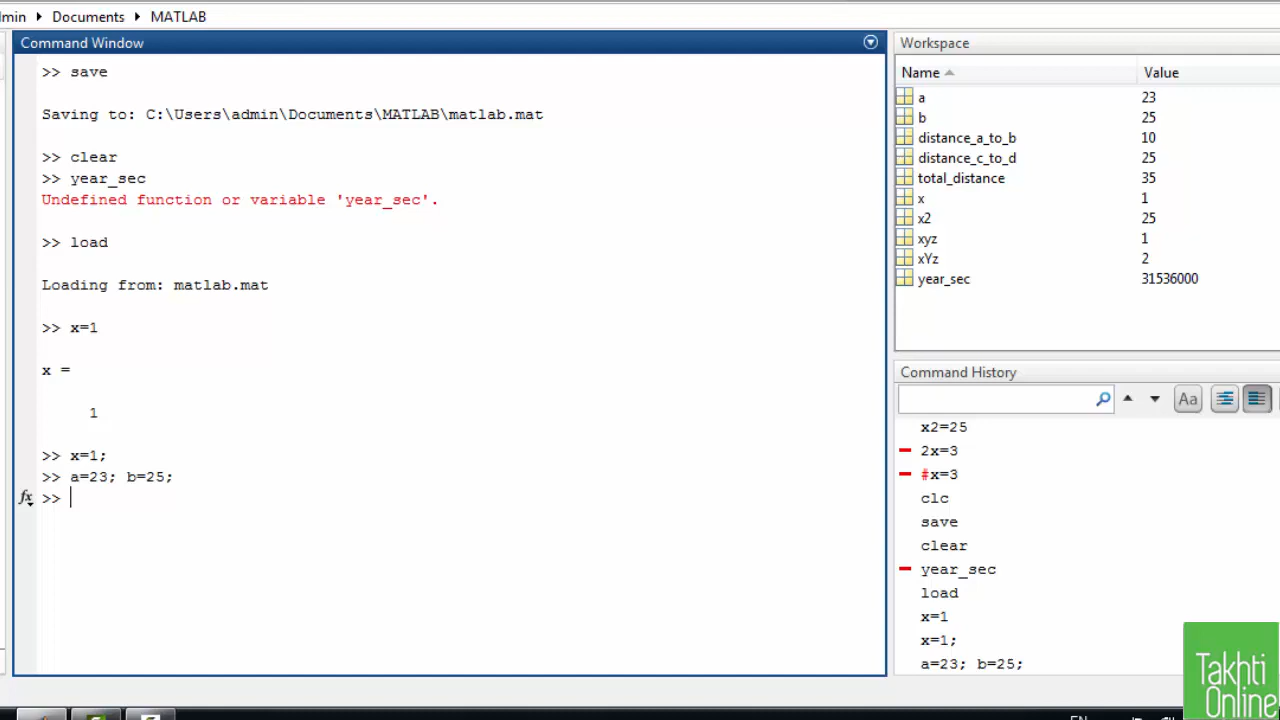 Documents MATLAB
Command Window
>> save
Saving to: C:\Users\admin\Documents\MATLAB\matlab.mat
>> clear
>> year_sec
Undefined function or variable 'year_sec'.
>> load
Loading from: matlab.mat
>> x=1
x =
1
>> x=1;
>> a=23; b=25;
fx >>
Workspace
Name Value
a 23
b 25
distance_a_to_b 10
distance_c_to_d 25
total_distance 35
x 1
x2 25
xyz 1
xYz 2
year_sec 31536000
Command History
Aa
x2=25
2x=3
#x=3
clc
save
clear
year_sec
load
x=1
x=1;
a=23; b=25;
Takhti
Online